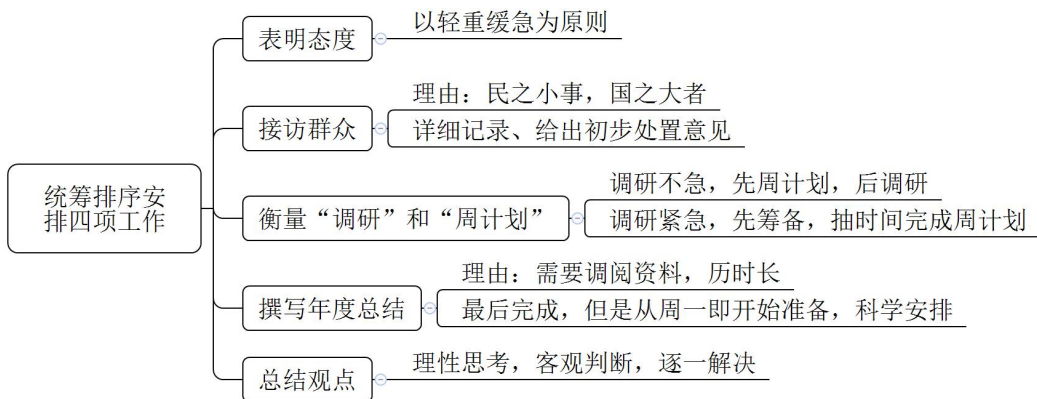 统筹排序安
排四项工作
表明态度
以轻重缓急为原则
接访群众
理由：民之小事，国之大者
详细记录、给出初步处置意见
衡量“调研”和“周计划”
调研不急，先周计划，后调研
调研紧急，先筹备，抽时间完成周计划
撰写年度总结
理由：需要调阅资料，历时长
最后完成，但是从周一即开始准备，科学安排
总结观点
理性思考，客观判断，逐一解决